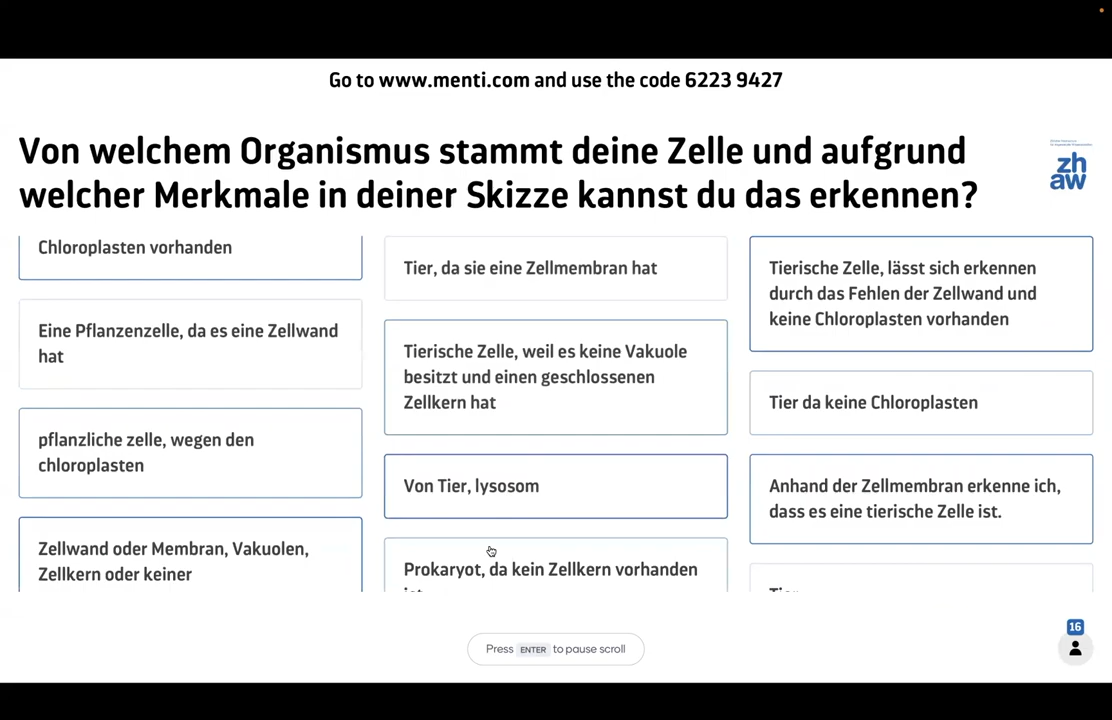 Go to www.menti.com and use the code 6223 9427
Von welchem Organismus stammt deine Zelle und aufgrund
welcher Merkmale in deiner Skizze kannst du das erkennen?
zh
aw
Chloroplasten vorhanden
Eine Pflanzenzelle, da es eine Zellwand
hat
pflanzliche zelle, wegen den
chloroplasten
Zellwand oder Membran, Vakuolen,
Zellkern oder keiner
Tier, da sie eine Zellmembran hat
Tierische Zelle, weil es keine Vakuole
besitzt und einen geschlossenen
Zellkern hat
Von Tier, lysosom
Prokaryot, da kein Zellkern vorhanden
Tierische Zelle, lässt sich erkennen
durch das Fehlen der Zellwand und
keine Chloroplasten vorhanden
Tier da keine Chloroplasten
Anhand der Zellmembran erkenne ich,
dass es eine tierische Zelle ist.
Press ENTER to pause scroll
16